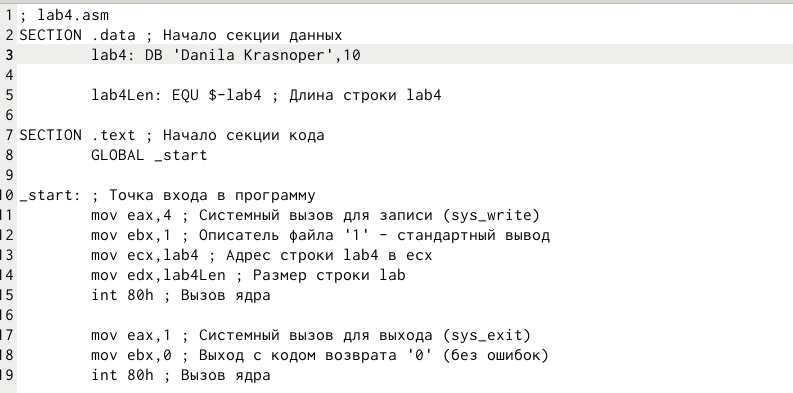 1 ; lab4.asm
2 SECTION .data ; Начало секции данных
3 lab4: DB 'Danila Krasnoper',10
4
5 lab4Len: EQU $-lab4 ; Длина строки lab4
6
7 SECTION .text ; Начало секции кода
8 GLOBAL _start
9
10 _start: ; Точка входа в программу
11 mov eax,4 ; Системный вызов для записи (sys_write)
12 mov ebx,1 ; Описатель файла '1' - стандартный вывод
13 mov ecx,lab4 ; Адрес строки lab4 в ecx
14 mov edx,lab4Len ; Размер строки lab
15 int 80h ; Вызов ядра
16
17 mov eax,1 ; Системный вызов для выхода (sys_exit)
18 mov ebx,0 ; Выход с кодом возврата '0' (без ошибок)
19 int 80h ; Вызов ядра